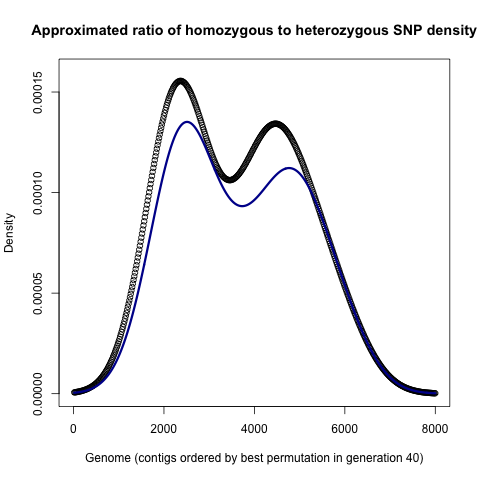 Approximated ratio of homozygous to heterozygous SNP density
0.00015
0.00010
0.00005
0.00000
Density
0 2000 4000 6000 8000
Genome (contigs ordered by best permutation in generation 40)